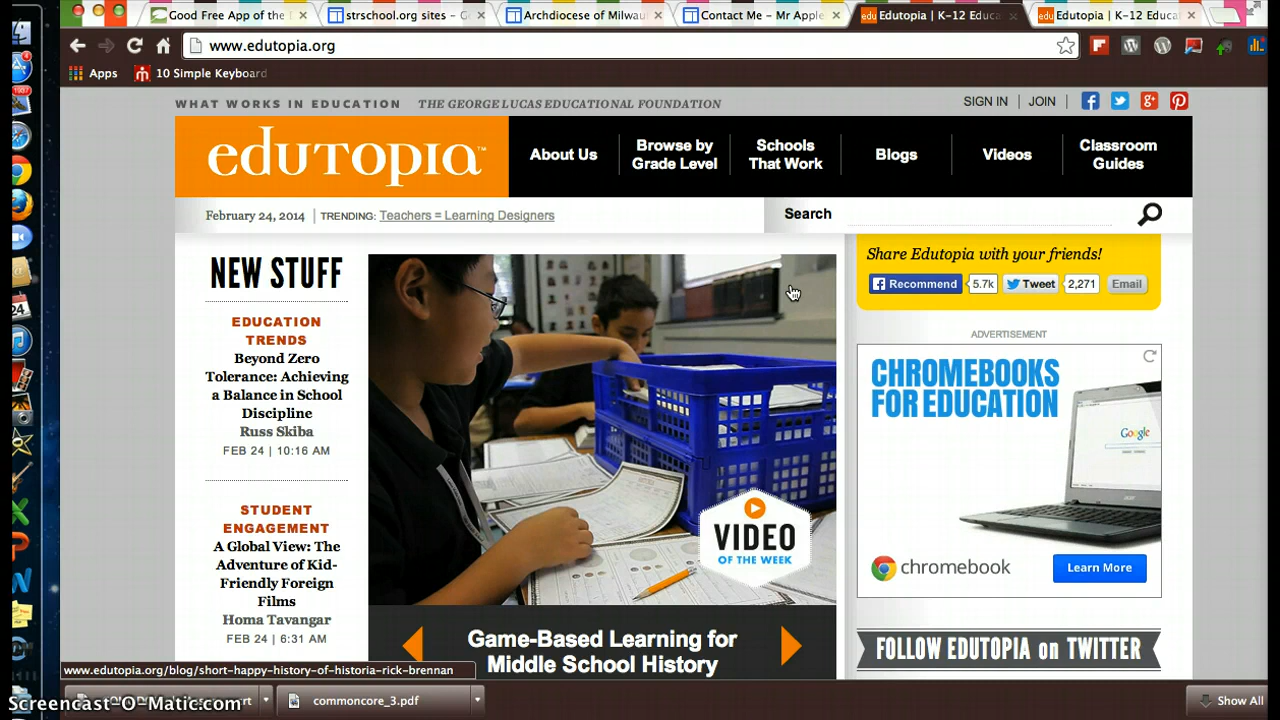 Good Free App of the
strschool.org sites – G
Archdiocese of Milwau
Contact Me – Mr Apple
edu Edutopia | K-12 Educa
edu Edutopia | K-12 Educa
www.edutopia.org
Apps
10 Simple Keyboard
WHAT WORKS IN EDUCATION THE GEORGE LUCAS EDUCATIONAL FOUNDATION
SIGN IN | JOIN
edUTOPIA™
About Us
Browse by
Grade Level
Schools
That Work
Blogs
Videos
Classroom
Guides
February 24, 2014 | TRENDING: Teachers = Learning Designers
Search
NEW STUFF
EDUCATION
TRENDS
Beyond Zero
Tolerance: Achieving
a Balance in School
Discipline
Russ Skiba
FEB 24 | 10:16 AM
STUDENT
ENGAGEMENT
A Global View: The
Adventure of Kid-
Friendly Foreign
Films
Homa Tavangar
FEB 24 | 6:31 AM
VIDEO
OF THE WEEK
Game-Based Learning for
Middle School History
Share Edutopia with your friends!
Recommend 5.7k Tweet 2,271 Email
ADVERTISEMENT
CHROMEBOOKS
FOR EDUCATION
Google
chromebook
Learn More
FOLLOW EDUTOPIA on TWITTER
www.edutopia.org/blog/short-happy-history-of-historia-rick-brennan
Screencast-O-Matic.com
commoncore_3.pdf
Show All